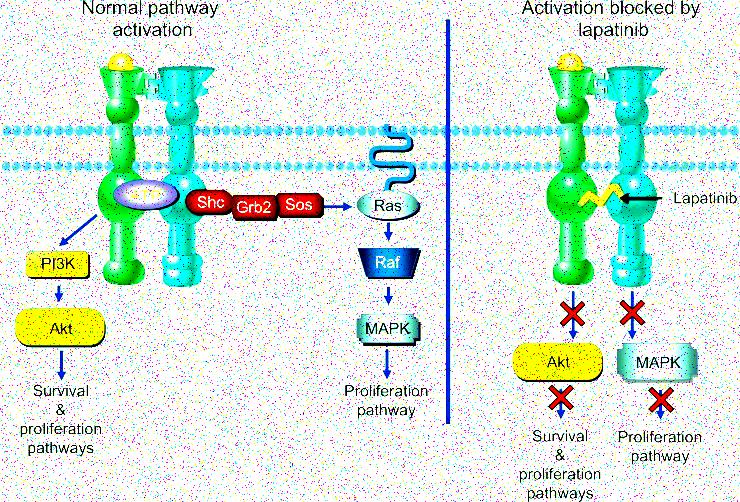 Normal pathway
activation
Shc
Grb2
Sos
Ras
PI3K
Raf
Akt
MAPK
Survival
&
proliferation
pathways
Proliferation
pathway
Activation blocked by
lapatinib
Lapatinib
Akt
MAPK
Survival
&
proliferation
pathways
Proliferation
pathway